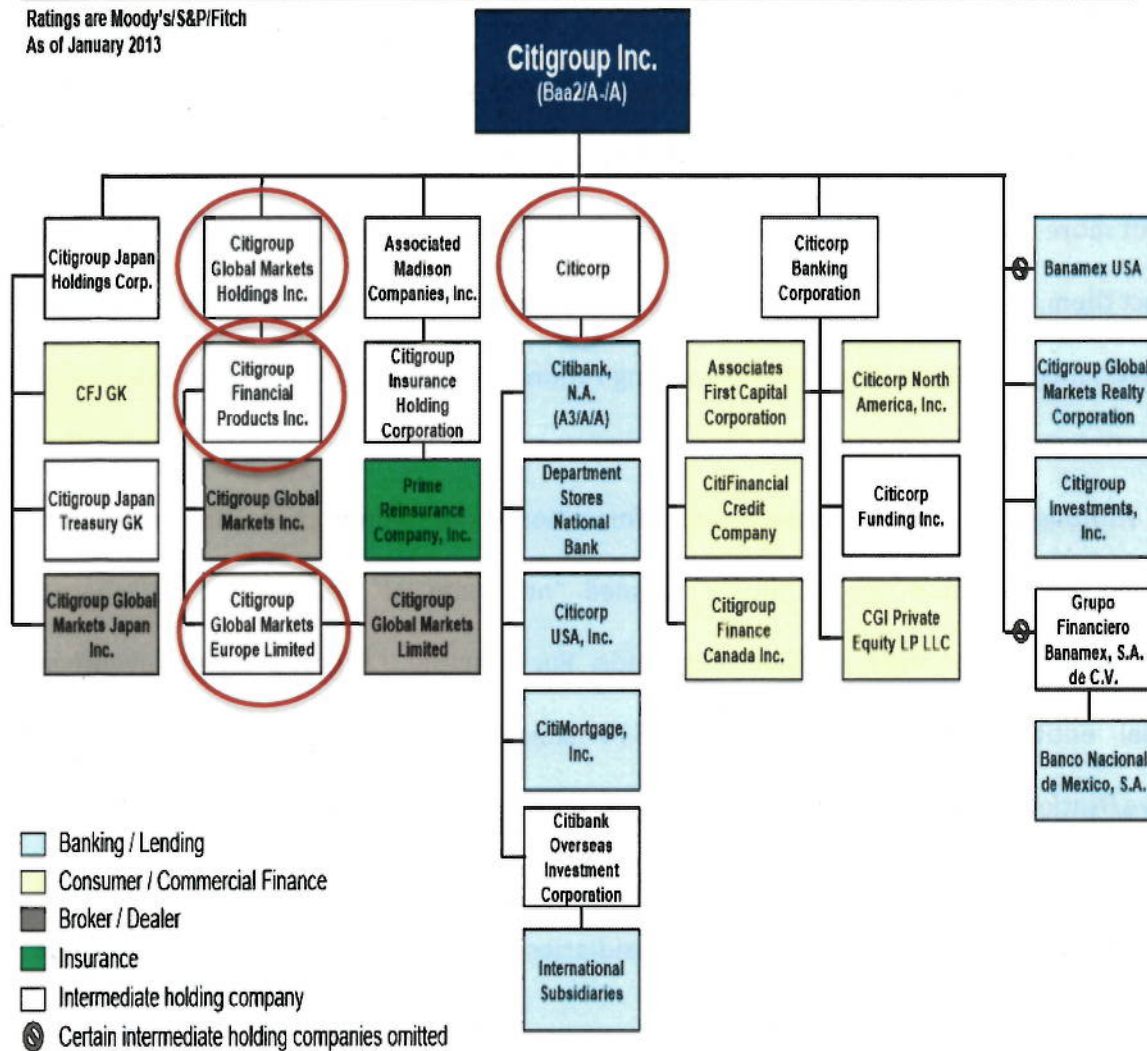 Ratings are Moody's/S&P/Fitch
As of January 2013
Citigroup Inc.
(Baa2/A-/A)
Citigroup Japan
Holdings Corp.
Citigroup
Global Markets
Holdings Inc.
Associated
Madison
Companies, Inc.
Citicorp
Citicorp
Banking
Corporation
Banamex USA
CFJ GK
Citigroup
Financial
Products Inc.
Citigroup
Insurance
Holding
Corporation
Citibank,
N.A.
(A3/A/A)
Associates
First Capital
Corporation
Citicorp North
America, Inc.
Citigroup Global
Markets Realty
Corporation
Citigroup Japan
Treasury GK
Citigroup Global
Markets Inc.
Prime
Reinsurance
Company, Inc.
Department
Stores
National
Bank
CitiFinancial
Credit
Company
Citicorp
Funding Inc.
Citigroup
Investments,
Inc.
Citigroup Global
Markets Japan
Inc.
Citigroup
Global Markets
Europe Limited
Citigroup
Global Markets
Limited
Citicorp
USA, Inc.
Citigroup
Finance
Canada Inc.
CGI Private
Equity LP LLC
Grupo
Financiero
Banamex, S.A.
de C.V.
CitiMortgage,
Inc.
Banco Nacional
de Mexico, S.A.
Citibank
Overseas
Investment
Corporation
International
Subsidiaries
Banking / Lending
Consumer / Commercial Finance
Broker / Dealer
Insurance
Intermediate holding company
Certain intermediate holding companies omitted